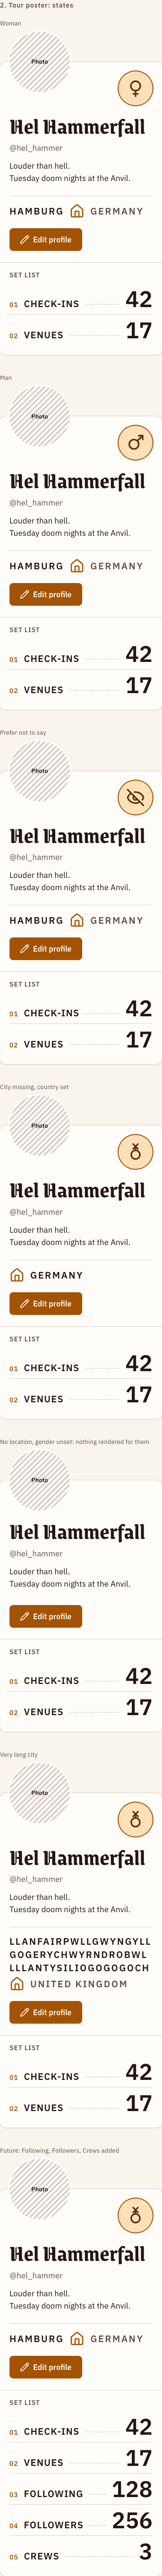 2. Tour poster: states
Woman
Photo
Hel Hammerfall
@hel_hammer
Louder than hell.
Tuesday doom nights at the Anvil.
HAMBURG GERMANY
Edit profile
SET LIST
01 CHECK-INS 42
02 VENUES 17
Man
Photo
Hel Hammerfall
@hel_hammer
Louder than hell.
Tuesday doom nights at the Anvil.
HAMBURG GERMANY
Edit profile
SET LIST
01 CHECK-INS 42
02 VENUES 17
Prefer not to say
Photo
Hel Hammerfall
@hel_hammer
Louder than hell.
Tuesday doom nights at the Anvil.
HAMBURG GERMANY
Edit profile
SET LIST
01 CHECK-INS 42
02 VENUES 17
City missing, country set
Photo
Hel Hammerfall
@hel_hammer
Louder than hell.
Tuesday doom nights at the Anvil.
GERMANY
Edit profile
SET LIST
01 CHECK-INS 42
02 VENUES 17
No location, gender unset: nothing rendered for them
Photo
Hel Hammerfall
@hel_hammer
Louder than hell.
Tuesday doom nights at the Anvil.
Edit profile
SET LIST
01 CHECK-INS 42
02 VENUES 17
Very long city
Photo
Hel Hammerfall
@hel_hammer
Louder than hell.
Tuesday doom nights at the Anvil.
LLANFAIRPWLLGWYNGYLL
GOGERYCHWYRNDROBWL
LLLANTYSILIOGOGOGOCH
UNITED KINGDOM
Edit profile
SET LIST
01 CHECK-INS 42
02 VENUES 17
Future: Following, Followers, Crews added
Photo
Hel Hammerfall
@hel_hammer
Louder than hell.
Tuesday doom nights at the Anvil.
HAMBURG GERMANY
Edit profile
SET LIST
01 CHECK-INS 42
02 VENUES 17
03 FOLLOWING 128
04 FOLLOWERS 256
05 CREWS 3